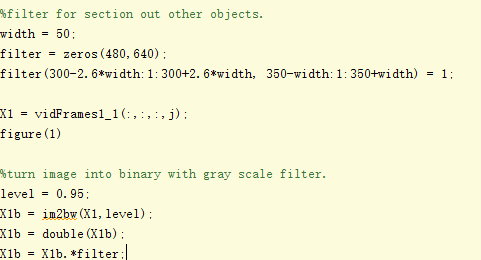 %filter for section out other objects.
width = 50;
filter = zeros(480,640);
filter(300-2.6*width:1:300+2.6*width, 350-width:1:350+width) = 1;
X1 = vidFrames1_1(:,:,:,j);
figure(1)
%turn image into binary with gray scale filter.
level = 0.95;
X1b = im2bw(X1,level);
X1b = double(X1b);
X1b = X1b.*filter;